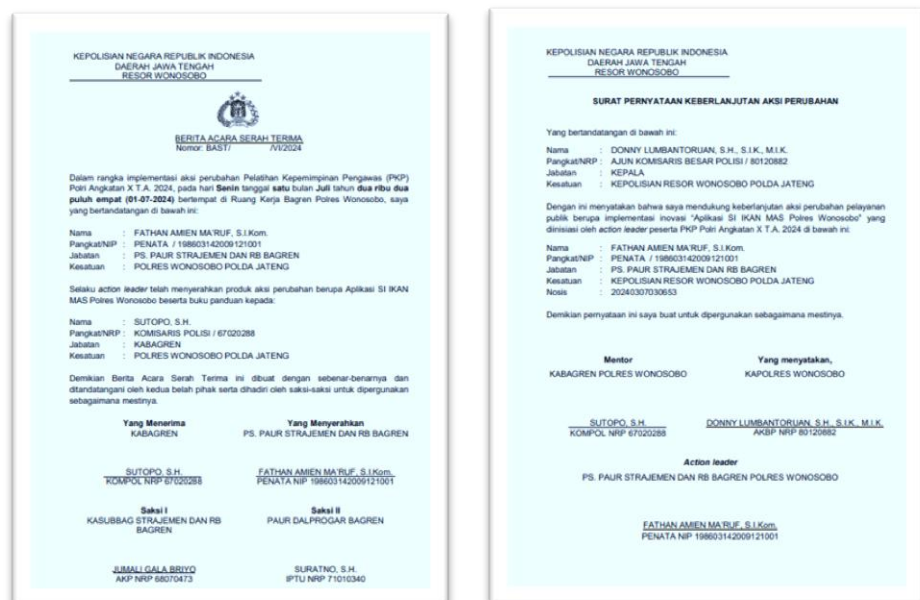 KEPOLISIAN NEGARA REPUBLIK INDONESIA
DAERAH JAWA TENGAH
RESOR WONOSOBO
BERITA ACARA SERAH TERIMA
Nomor: BAST/ /VI/2024
Dalam rangka implementasi aksi perubahan Pelatihan Kepemimpinan Pengawas (PKP)
Polri Angkatan X T.A. 2024, pada hari Senin tanggal satu bulan Juli tahun dua ribu dua
puluh empat (01-07-2024) bertempat di Ruang Kerja Bagren Polres Wonosobo, saya
yang bertandatangan di bawah ini:
Nama : FATHAN AMIEN MA'RUF, S.I.Kom.
Pangkat/NIP : PENATA / 198603142009121001
Jabatan : PS. PAUR STRAJEMEN DAN RB BAGREN
Kesatuan : POLRES WONOSOBO POLDA JATENG
Selaku action leader telah menyerahkan produk aksi perubahan berupa Aplikasi SI IKAN
MAS Polres Wonosobo beserta buku panduan kepada:
Nama : SUTOPO, S.H.
Pangkat/NRP : KOMISARIS POLISI / 67020288
Jabatan : KABAGREN
Kesatuan : POLRES WONOSOBO POLDA JATENG
Demikian Berita Acara Serah Terima ini dibuat dengan sebenar-benarnya dan
ditandatangani oleh kedua belah pihak serta dihadiri oleh saksi-saksi untuk dipergunakan
sebagaimana mestinya.
Yang Menerima Yang Menyerahkan
KABAGREN PS. PAUR STRAJEMEN DAN RB BAGREN
SUTOPO, S.H. FATHAN AMIEN MA'RUF, S.I.Kom.
KOMPOL NRP 67020288 PENATA NIP 198603142009121001
Saksi I Saksi II
KASUBBAG STRAJEMEN DAN RB PAUR DALPROGAR BAGREN
BAGREN
JUMALI GALA BRIYO SURATNO, S.H.
AKP NRP 68070473 IPTU NRP 71010340
KEPOLISIAN NEGARA REPUBLIK INDONESIA
DAERAH JAWA TENGAH
RESOR WONOSOBO
SURAT PERNYATAAN KEBERLANJUTAN AKSI PERUBAHAN
Yang bertandatangan di bawah ini:
Nama : DONNY LUMBANTORUAN, S.H., S.I.K., M.I.K.
Pangkat/NRP : AJUN KOMISARIS BESAR POLISI / 80120882
Jabatan : KEPALA
Kesatuan : KEPOLISIAN RESOR WONOSOBO POLDA JATENG
Dengan ini menyatakan bahwa saya mendukung keberlanjutan aksi perubahan pelayanan
publik berupa implementasi inovasi “Aplikasi SI IKAN MAS Polres Wonosobo” yang
diinisiasi oleh action leader peserta PKP Polri Angkatan X T.A. 2024 di bawah ini:
Nama : FATHAN AMIEN MA'RUF, S.I.Kom.
Pangkat/NIP : PENATA / 198603142009121001
Jabatan : PS. PAUR STRAJEMEN DAN RB BAGREN
Kesatuan : KEPOLISIAN RESOR WONOSOBO POLDA JATENG
Nosis : 20240307030653
Demikian pernyataan ini saya buat untuk dipergunakan sebagaimana mestinya.
Mentor Yang menyatakan,
KABAGREN POLRES WONOSOBO KAPOLRES WONOSOBO
SUTOPO, S.H. DONNY LUMBANTORUAN, S.H., S.I.K., M.I.K.
KOMPOL NRP 67020288 AKBP NRP 80120882
Action leader
PS. PAUR STRAJEMEN DAN RB BAGREN POLRES WONOSOBO
FATHAN AMIEN MA'RUF, S.I.Kom.
PENATA NIP 198603142009121001